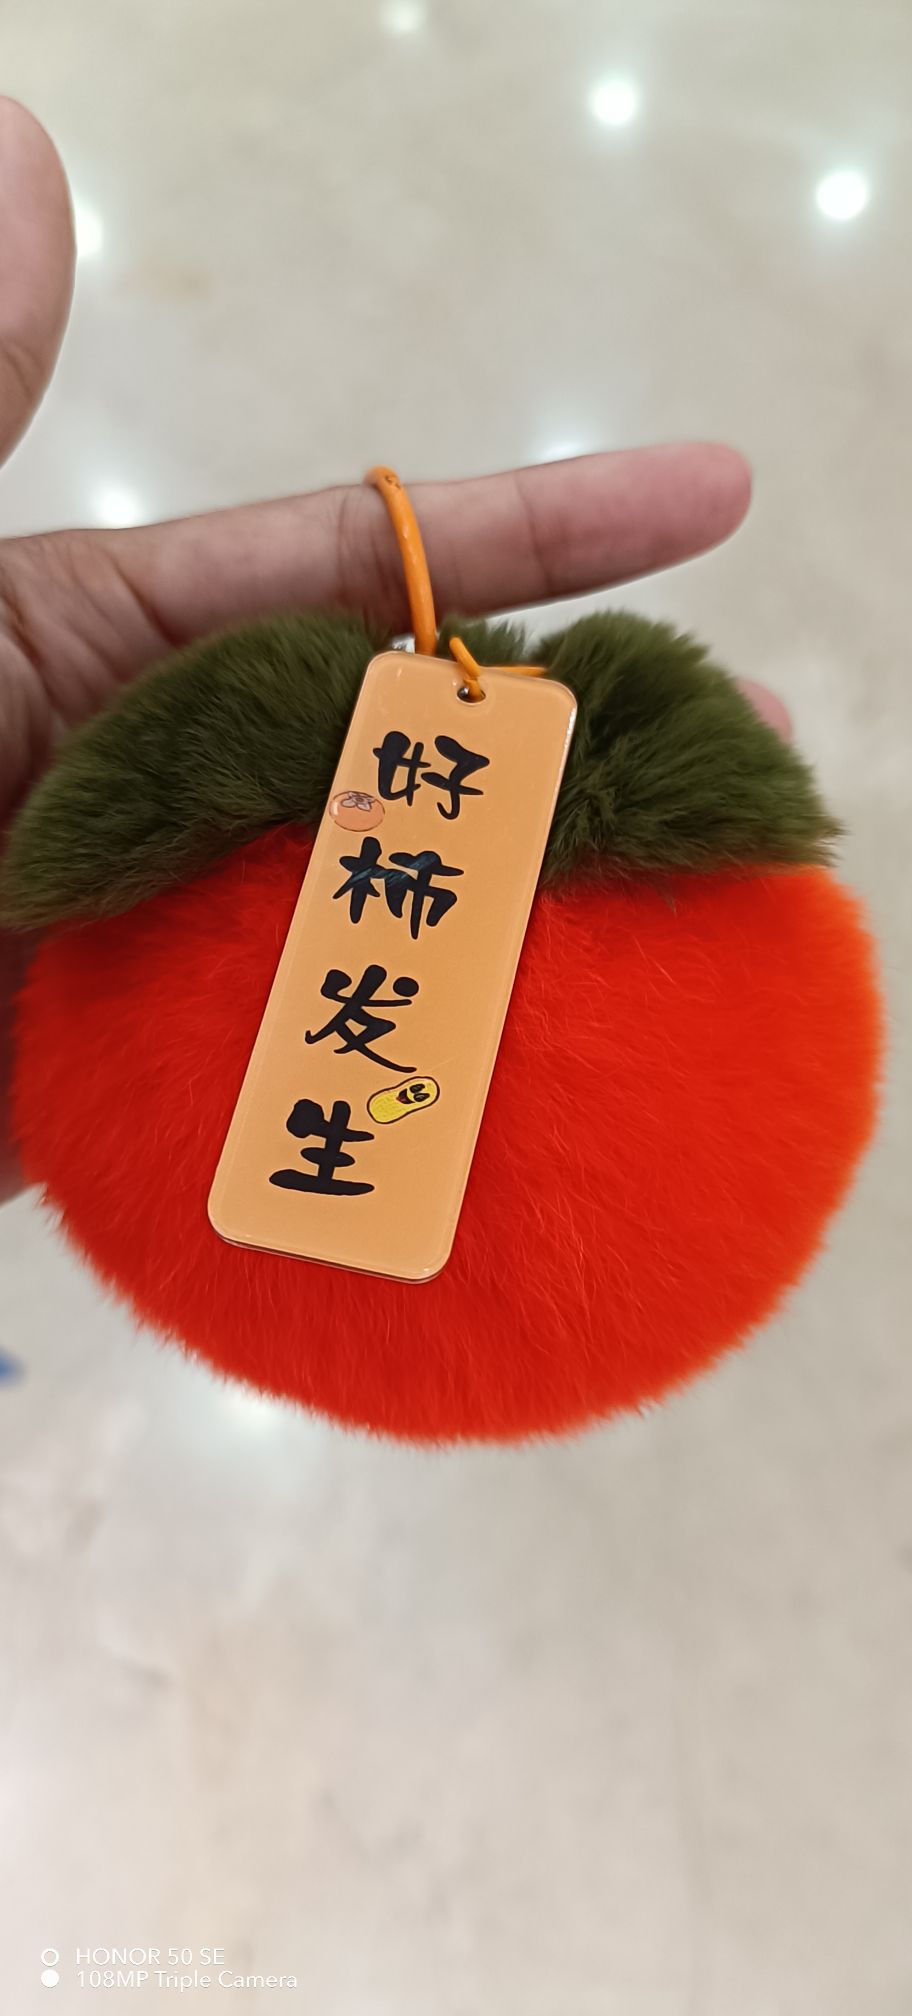 好柿发生
HONOR 50 SE
108MP Triple Camera